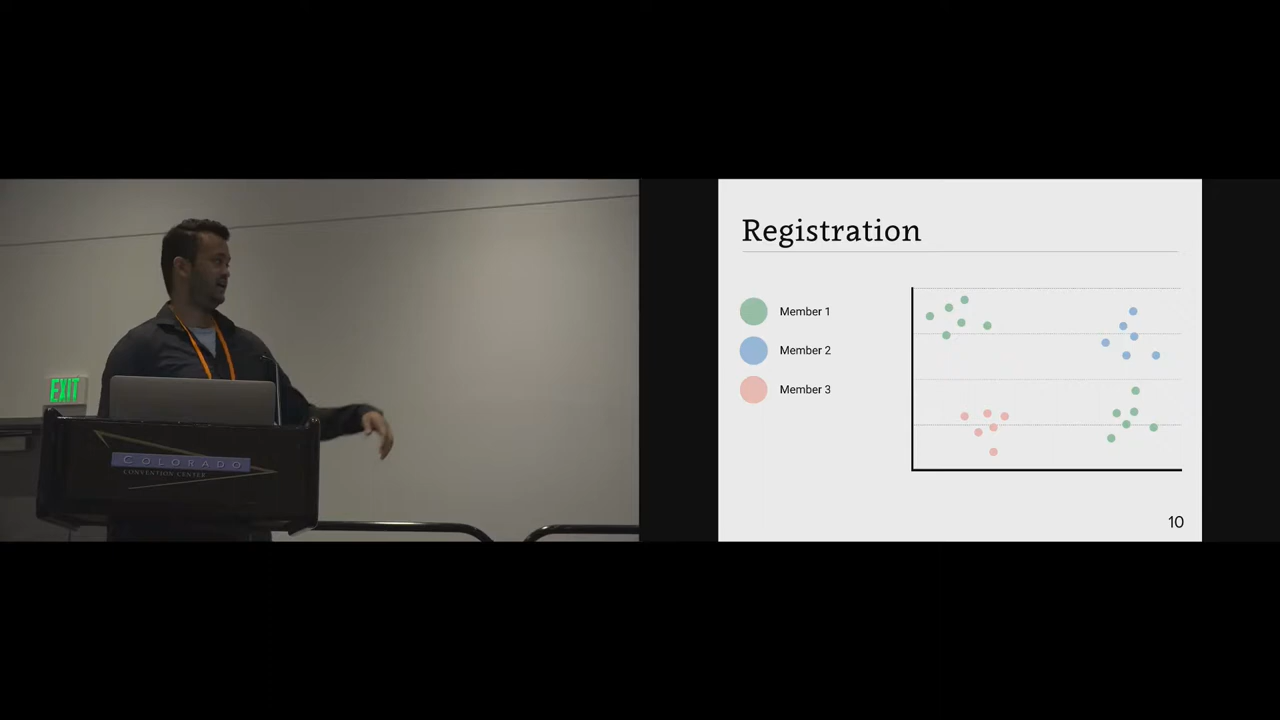 EXIT
COLORADO
CONVENTION CENTER
Registration
Member 1
Member 2
Member 3
10